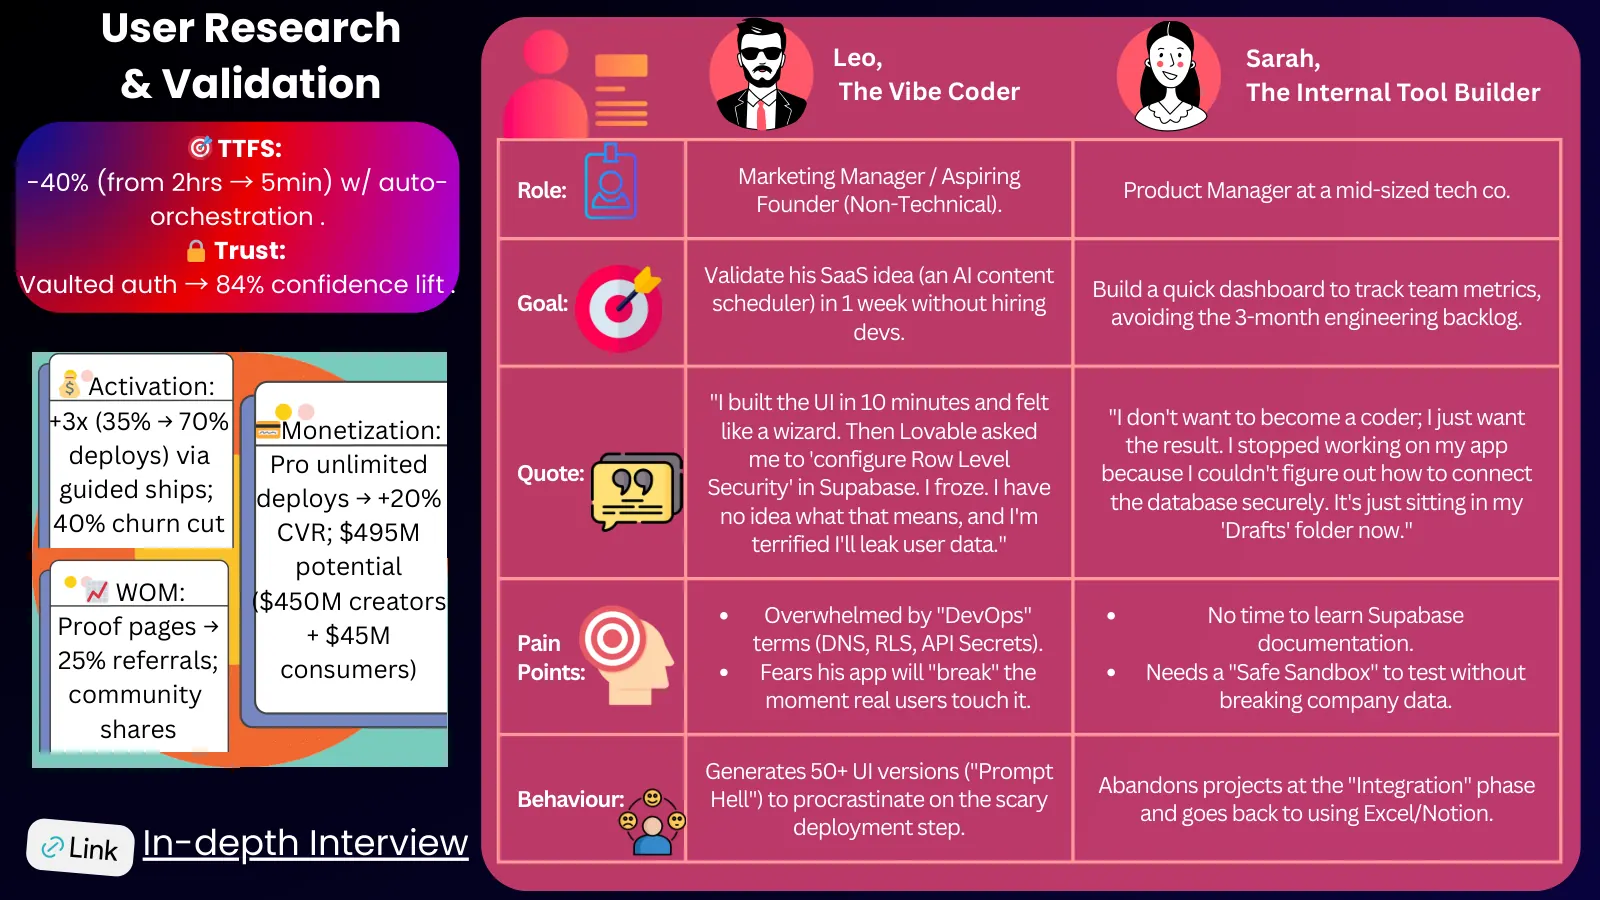 User Research
& Validation
🎯 TTFS:
-40% (from 2hrs → 5min) w/ auto-
orchestration .
🔒 Trust:
Vaulted auth → 84% confidence lift .
💰 Activation:
+3x (35% → 70%
deploys) via
guided ships;
40% churn cut
💳Monetization:
Pro unlimited
deploys → +20%
CVR; $495M
potential
($450M creators
+ $45M
consumers)
📈 WOM:
Proof pages →
25% referrals;
community
shares
Link
In-depth Interview
Leo,
The Vibe Coder
Sarah,
The Internal Tool Builder
Role:
Marketing Manager / Aspiring
Founder (Non-Technical).
Product Manager at a mid-sized tech co.
Goal:
Validate his SaaS idea (an AI content
scheduler) in 1 week without hiring
devs.
Build a quick dashboard to track team metrics,
avoiding the 3-month engineering backlog.
Quote:
"I built the UI in 10 minutes and felt
like a wizard. Then Lovable asked
me to 'configure Row Level
Security' in Supabase. I froze. I have
no idea what that means, and I'm
terrified I'll leak user data."
"I don't want to become a coder; I just want
the result. I stopped working on my app
because I couldn't figure out how to connect
the database securely. It's just sitting in my
'Drafts' folder now."
Pain
Points:
• Overwhelmed by "DevOps"
terms (DNS, RLS, API Secrets).
• Fears his app will "break" the
moment real users touch it.
• No time to learn Supabase
documentation.
• Needs a "Safe Sandbox" to test without
breaking company data.
Behaviour:
Generates 50+ UI versions ("Prompt
Hell") to procrastinate on the scary
deployment step.
Abandons projects at the "Integration" phase
and goes back to using Excel/Notion.